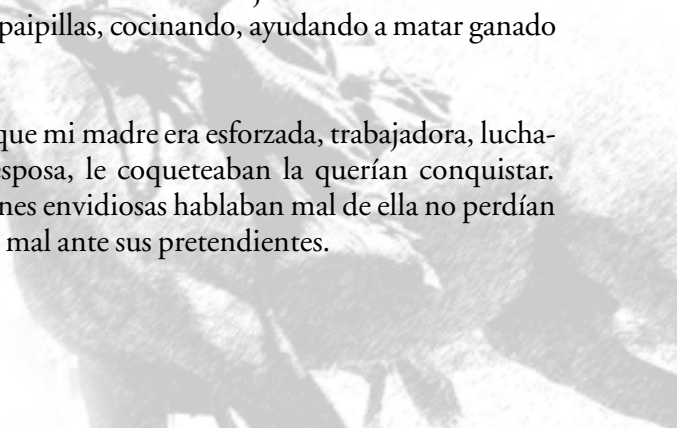 paipillas, cocinando, ayudando a matar ganado
que mi madre era esforzada, trabajadora, lucha-
esposa, le coqueteaban la querían conquistar.
nes envidiosas hablaban mal de ella no perdían
mal ante sus pretendientes.